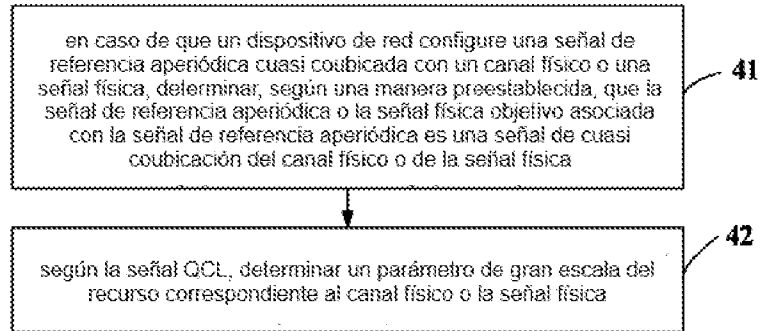 en caso de que un dispositivo de red configure una señal de
referencia aperiódica cuasi coubicada con un canal físico o una
señal física, determinar, según una manera preestablecida, que la
señal de referencia aperiódica o la señal física objetivo asociada
con la señal de referencia aperiódica es una señal de cuasi
coubicación del canal físico o de la señal física
41
según la señal QCL, determinar un parámetro de gran escala del
recurso correspondiente al canal físico o la señal física
42